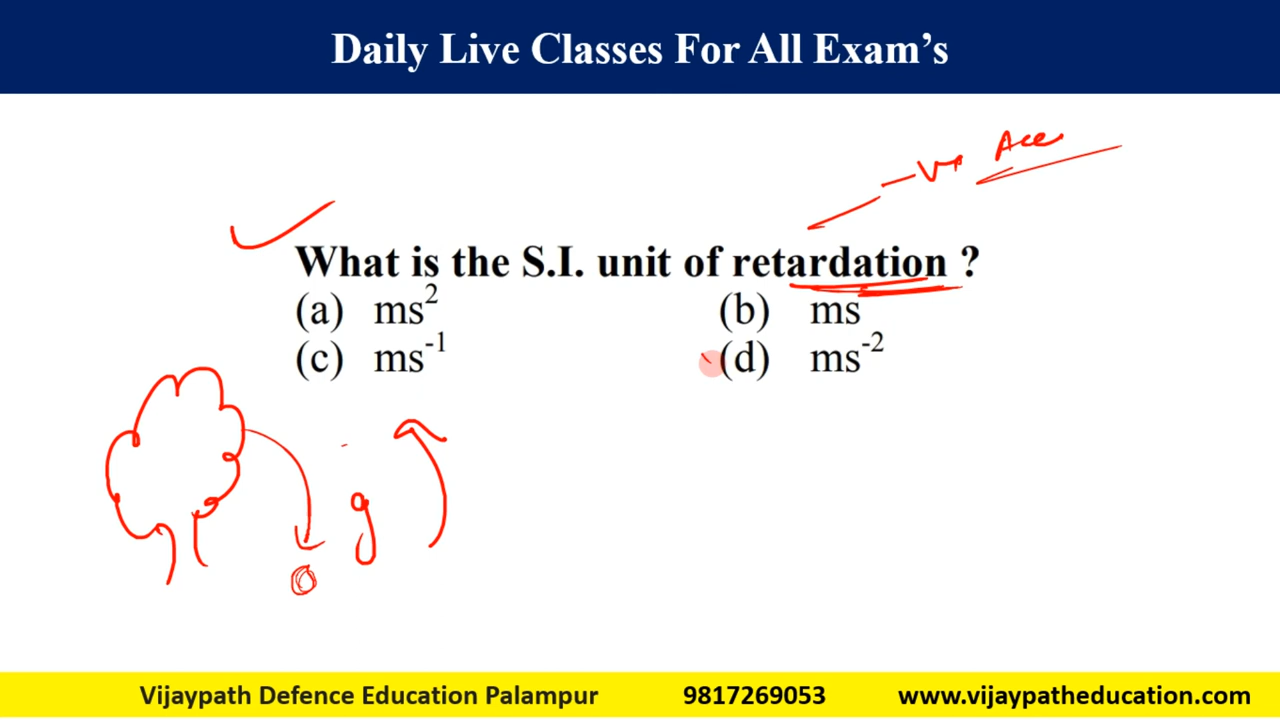 Daily Live Classes For All Exam’s
-ve Acc
What is the S.I. unit of retardation ?
(a) ms² (b) ms
(c) ms⁻¹ (d) ms⁻²
g
Vijaypath Defence Education Palampur 9817269053 www.vijaypatheducation.com